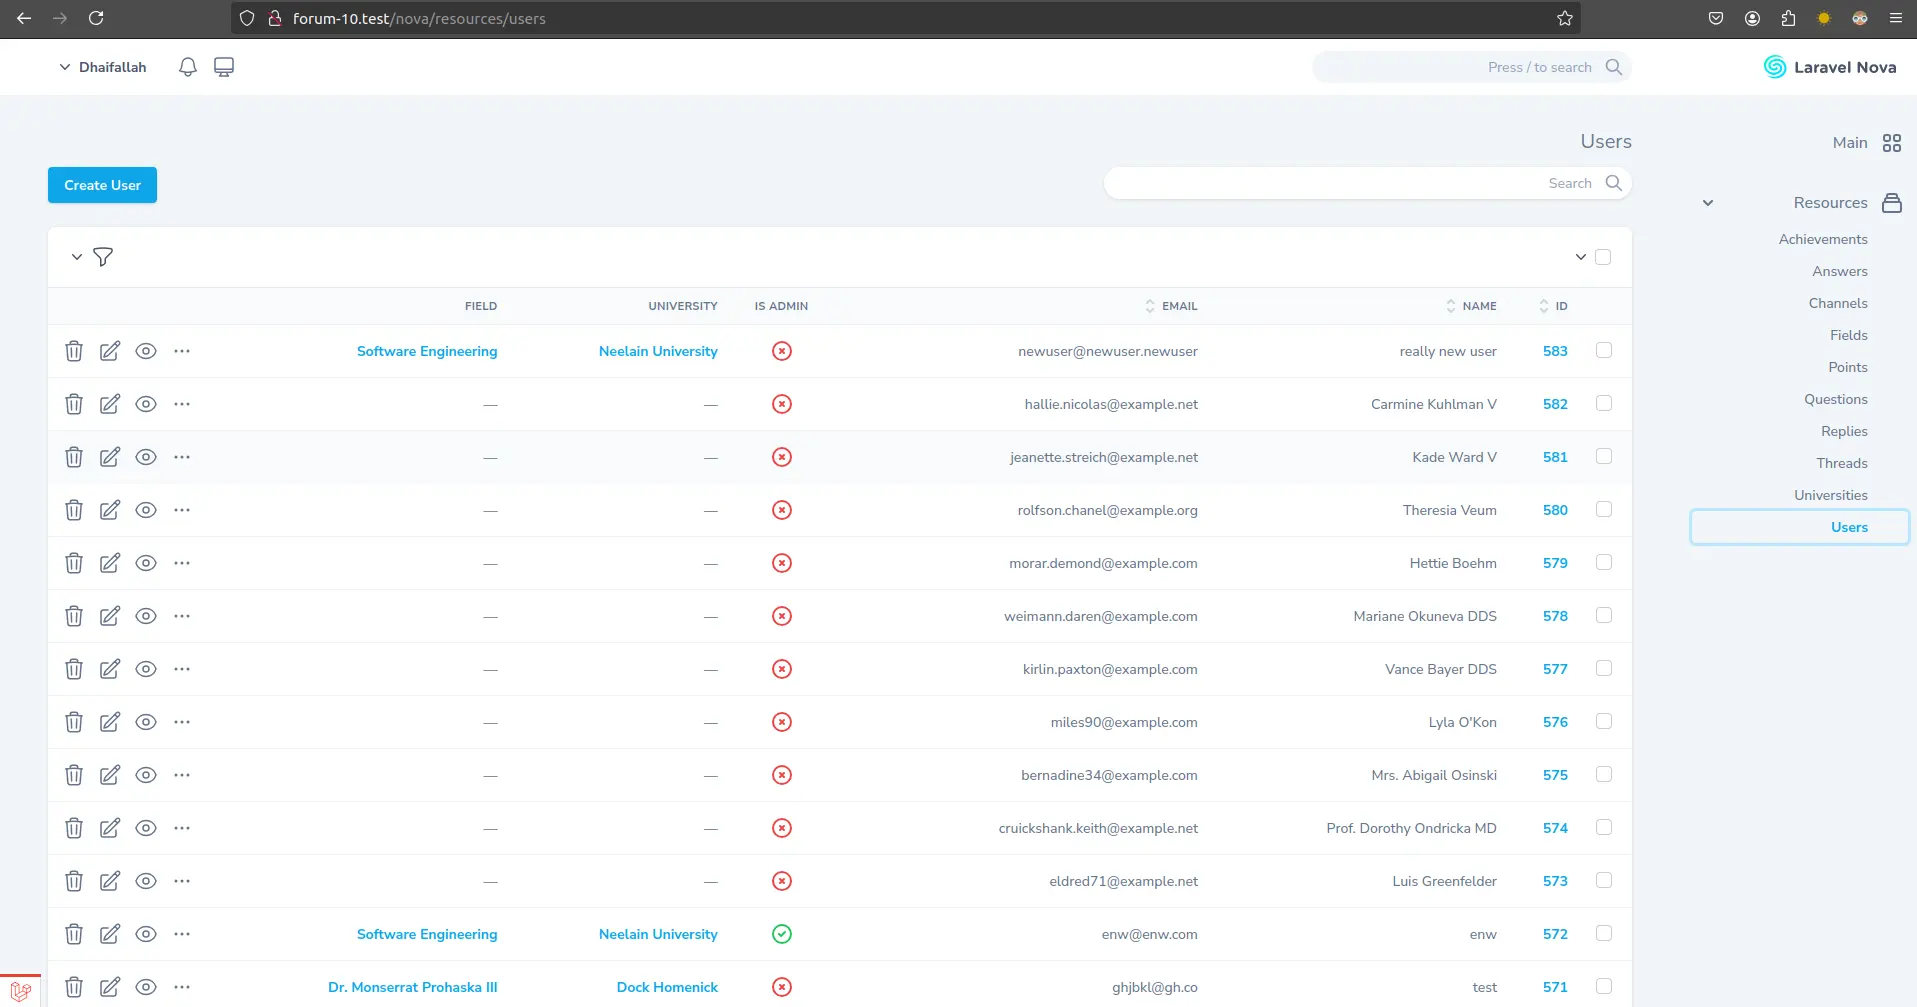 forum-10.test/nova/resources/users
Laravel Nova
Press / to search
Dhaifallah
Main
Resources
Achievements
Answers
Channels
Fields
Points
Questions
Replies
Threads
Universities
Users
Users
Search
Create User
ID NAME EMAIL IS ADMIN UNIVERSITY FIELD
583 really new user newuser@newuser.newuser Neelain University Software Engineering
582 Carmine Kuhlman V hallie.nicolas@example.net — —
581 Kade Ward V jeanette.streich@example.net — —
580 Theresia Veum rolfson.chanel@example.org — —
579 Hettie Boehm morar.demond@example.com — —
578 Mariane Okuneva DDS weimann.daren@example.com — —
577 Vance Bayer DDS kirlin.paxton@example.com — —
576 Lyla O'Kon miles90@example.com — —
575 Mrs. Abigail Osinski bernadine34@example.com — —
574 Prof. Dorothy Ondricka MD cruickshank.keith@example.net — —
573 Luis Greenfelder eldred71@example.net — —
572 enw enw@enw.com Neelain University Software Engineering
571 test ghjbkl@gh.co Dock Homenick Dr. Monserrat Prohaska III